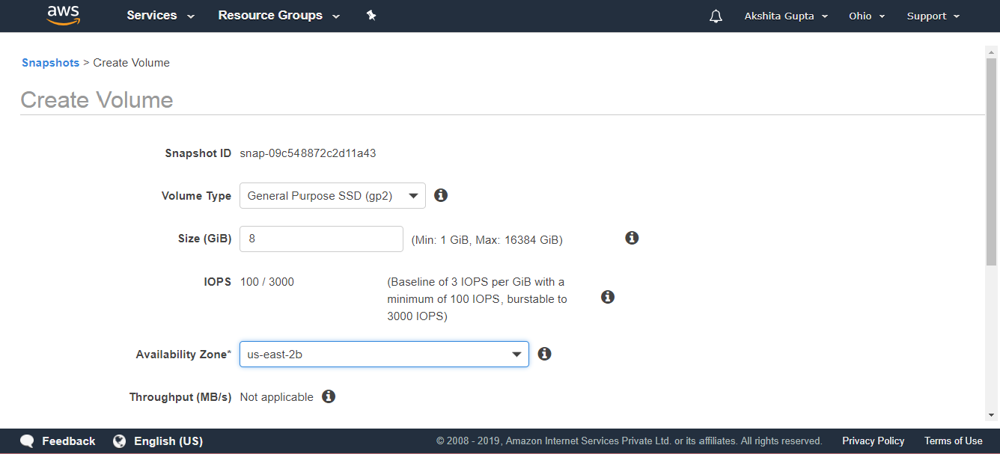 aws Services Resource Groups Akshita Gupta Ohio Support
Snapshots > Create Volume
Create Volume
Snapshot ID snap-09c548872c2d11a43
Volume Type General Purpose SSD (gp2)
Size (GiB) 8 (Min: 1 GiB, Max: 16384 GiB)
IOPS 100 / 3000 (Baseline of 3 IOPS per GiB with a
minimum of 100 IOPS, burstable to
3000 IOPS)
Availability Zone* us-east-2b
Throughput (MB/s) Not applicable
Feedback English (US) © 2008 - 2019, Amazon Internet Services Private Ltd. or its affiliates. All rights reserved. Privacy Policy Terms of Use